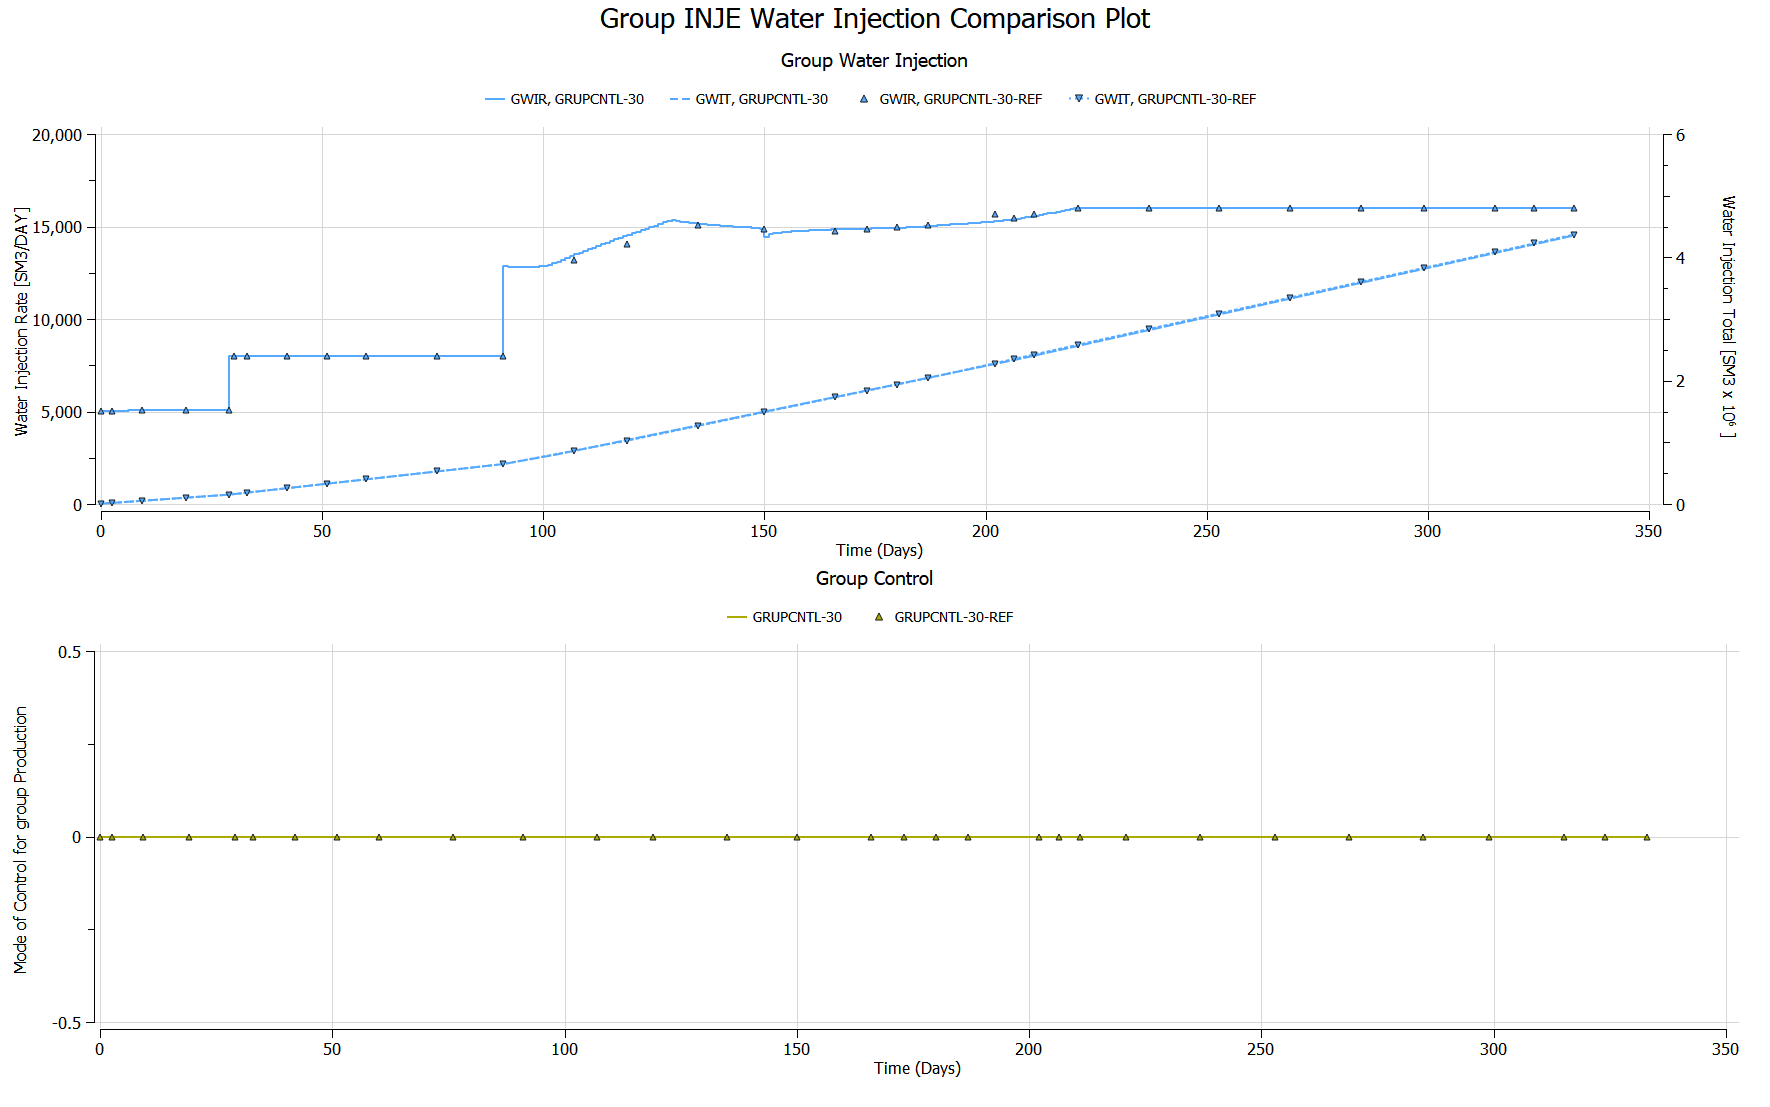 Group INJE Water Injection Comparison Plot
Group Water Injection
GWIR, GRUPCNTL-30 GWIT, GRUPCNTL-30 GWIR, GRUPCNTL-30-REF GWIT, GRUPCNTL-30-REF
Water Injection Rate [SM3/DAY]
20,000
15,000
10,000
5,000
0
6
4
2
0
Water Injection Total [SM3 x 10⁶ ]
0 50 100 150 200 250 300 350
Time (Days)
Group Control
GRUPCNTL-30 GRUPCNTL-30-REF
Mode of Control for group Production
0.5
0
-0.5
0 50 100 150 200 250 300 350
Time (Days)